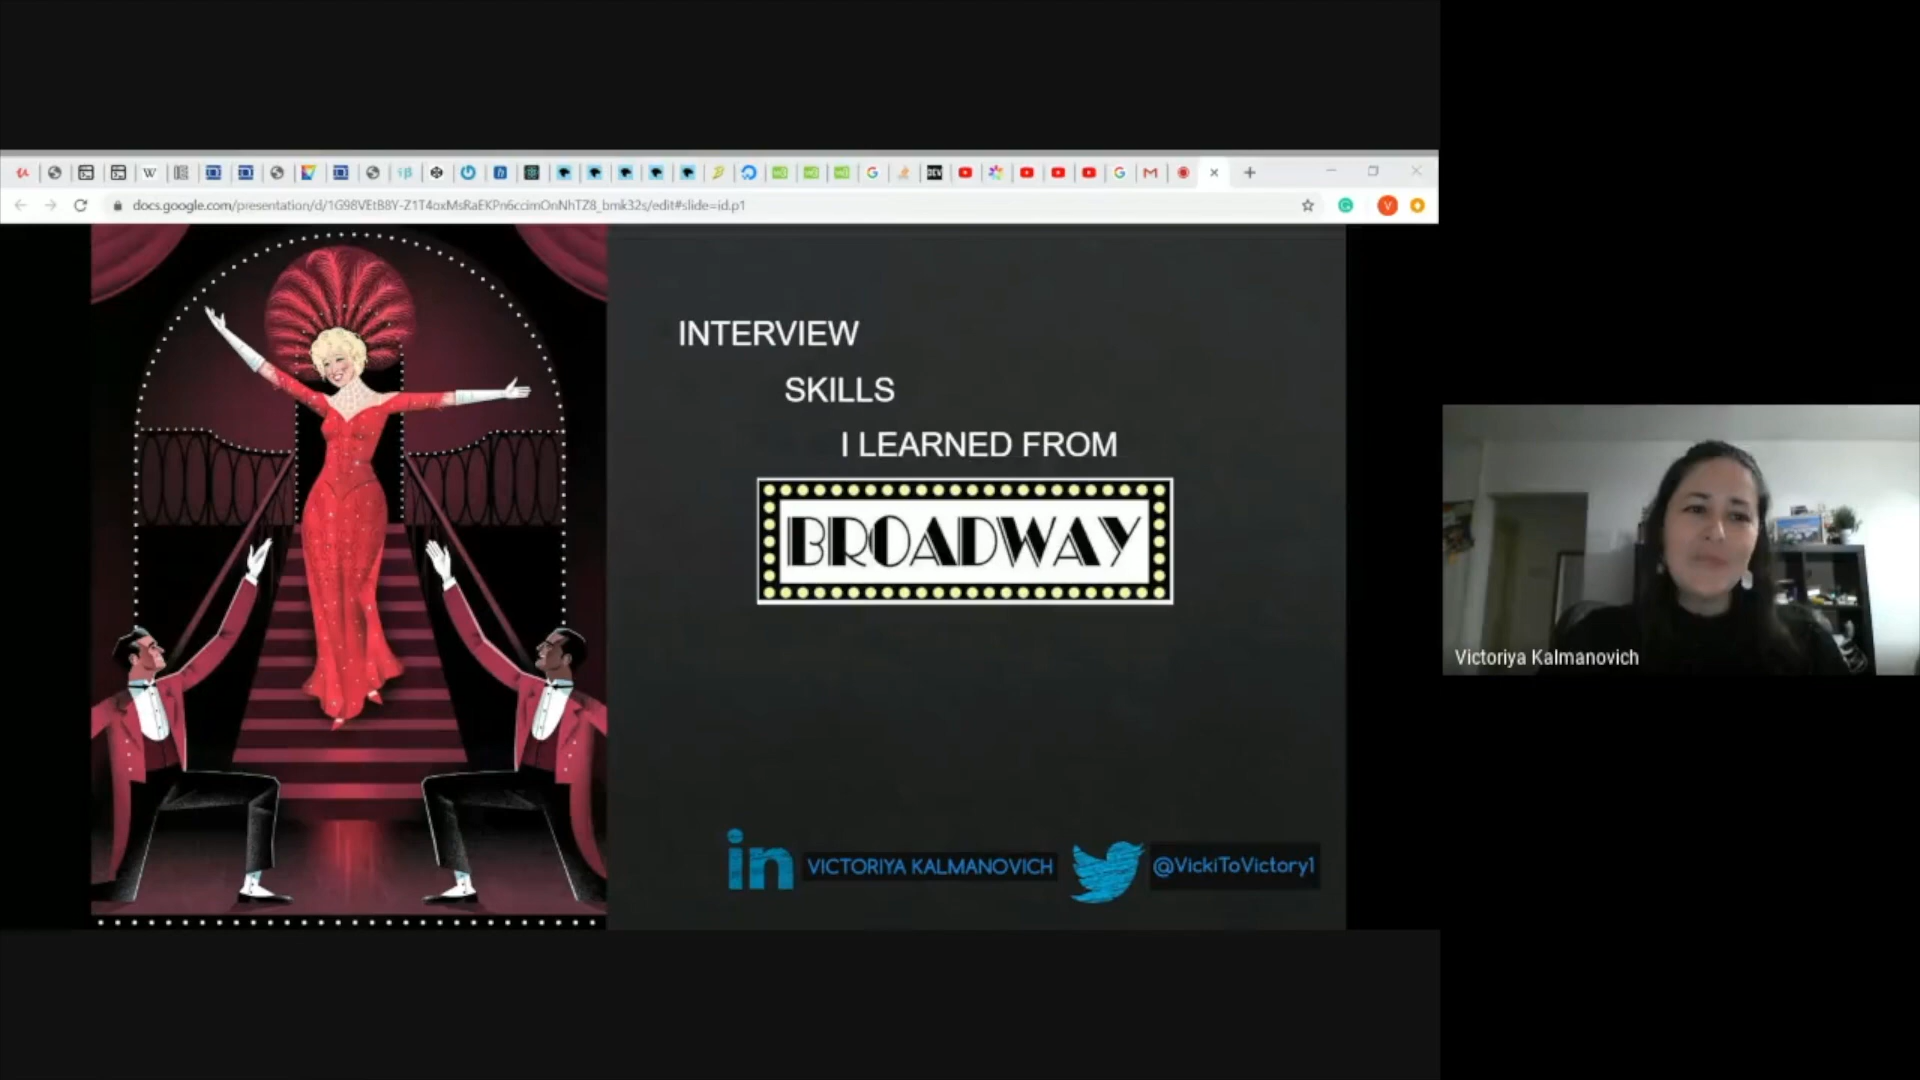 docs.google.com/presentation/d/1G98VEtB8Y-Z1T4oxMsRaEKPn6ccimOnNhTZ8_bmk32s/edit#slide=id.p1
INTERVIEW
SKILLS
I LEARNED FROM
BROADWAY
in VICTORIYA KALMANOVICH @VickiToVictory1
Victoriya Kalmanovich